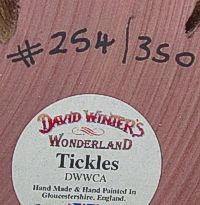 #254/350
DAVID WINTER'S
WONDERLAND
Tickles
DWWCA
Hand Made & Hand Painted In
Gloucestershire, England.